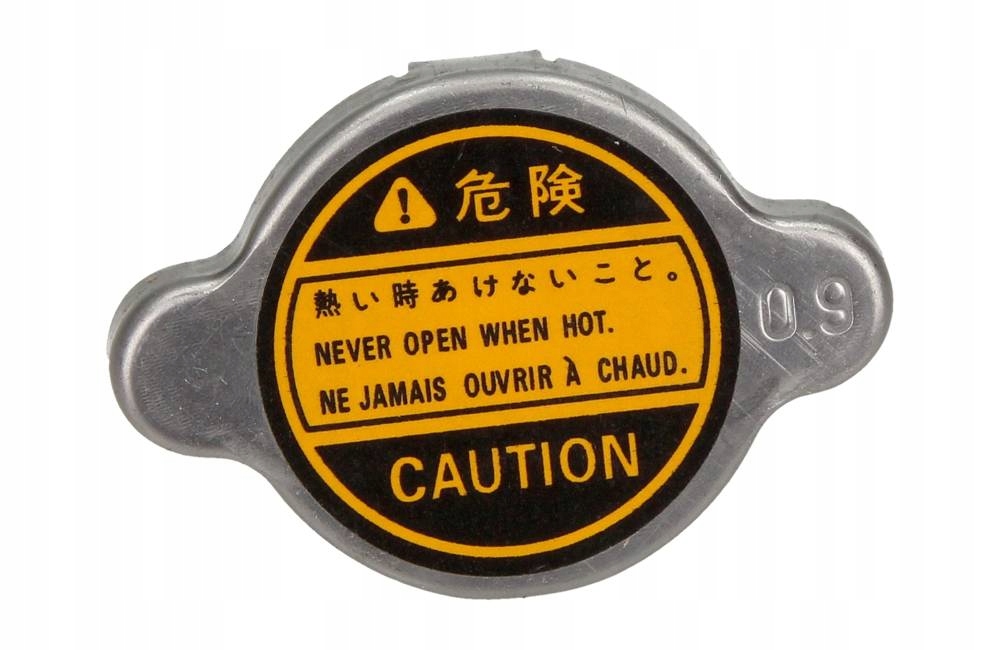 危険
熱い時あけないこと。
NEVER OPEN WHEN HOT.
NE JAMAIS OUVRIR À CHAUD.
CAUTION
0.9